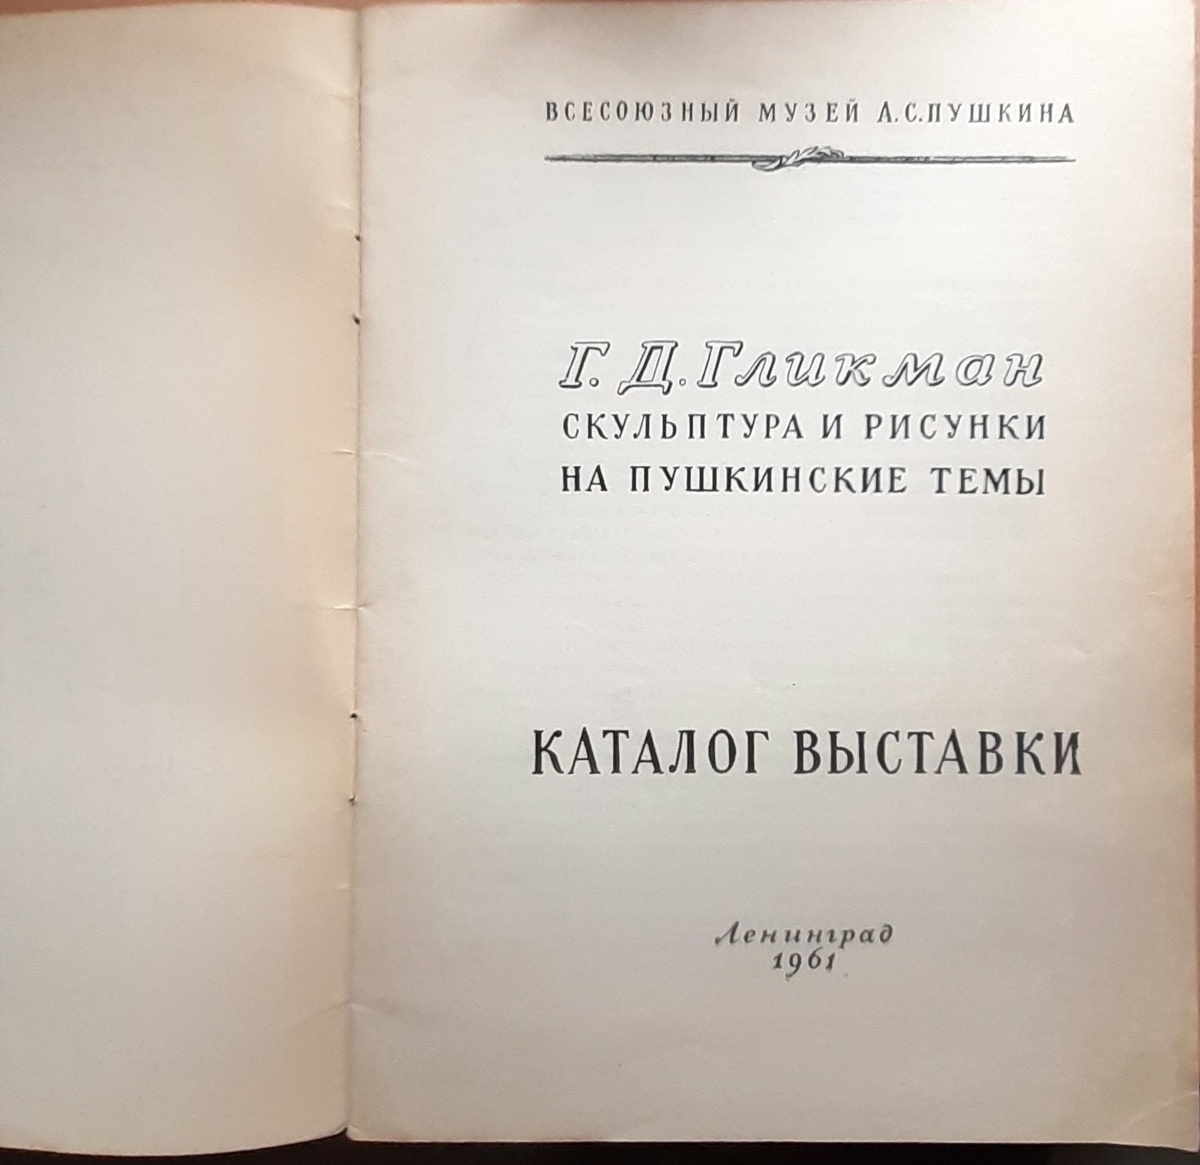 ВСЕСОЮЗНЫЙ МУЗЕЙ А.С.ПУШКИНА
Г. Д. Гликман
СКУЛЬПТУРА И РИСУНКИ
НА ПУШКИНСКИЕ ТЕМЫ
КАТАЛОГ ВЫСТАВКИ
Ленинград
1961